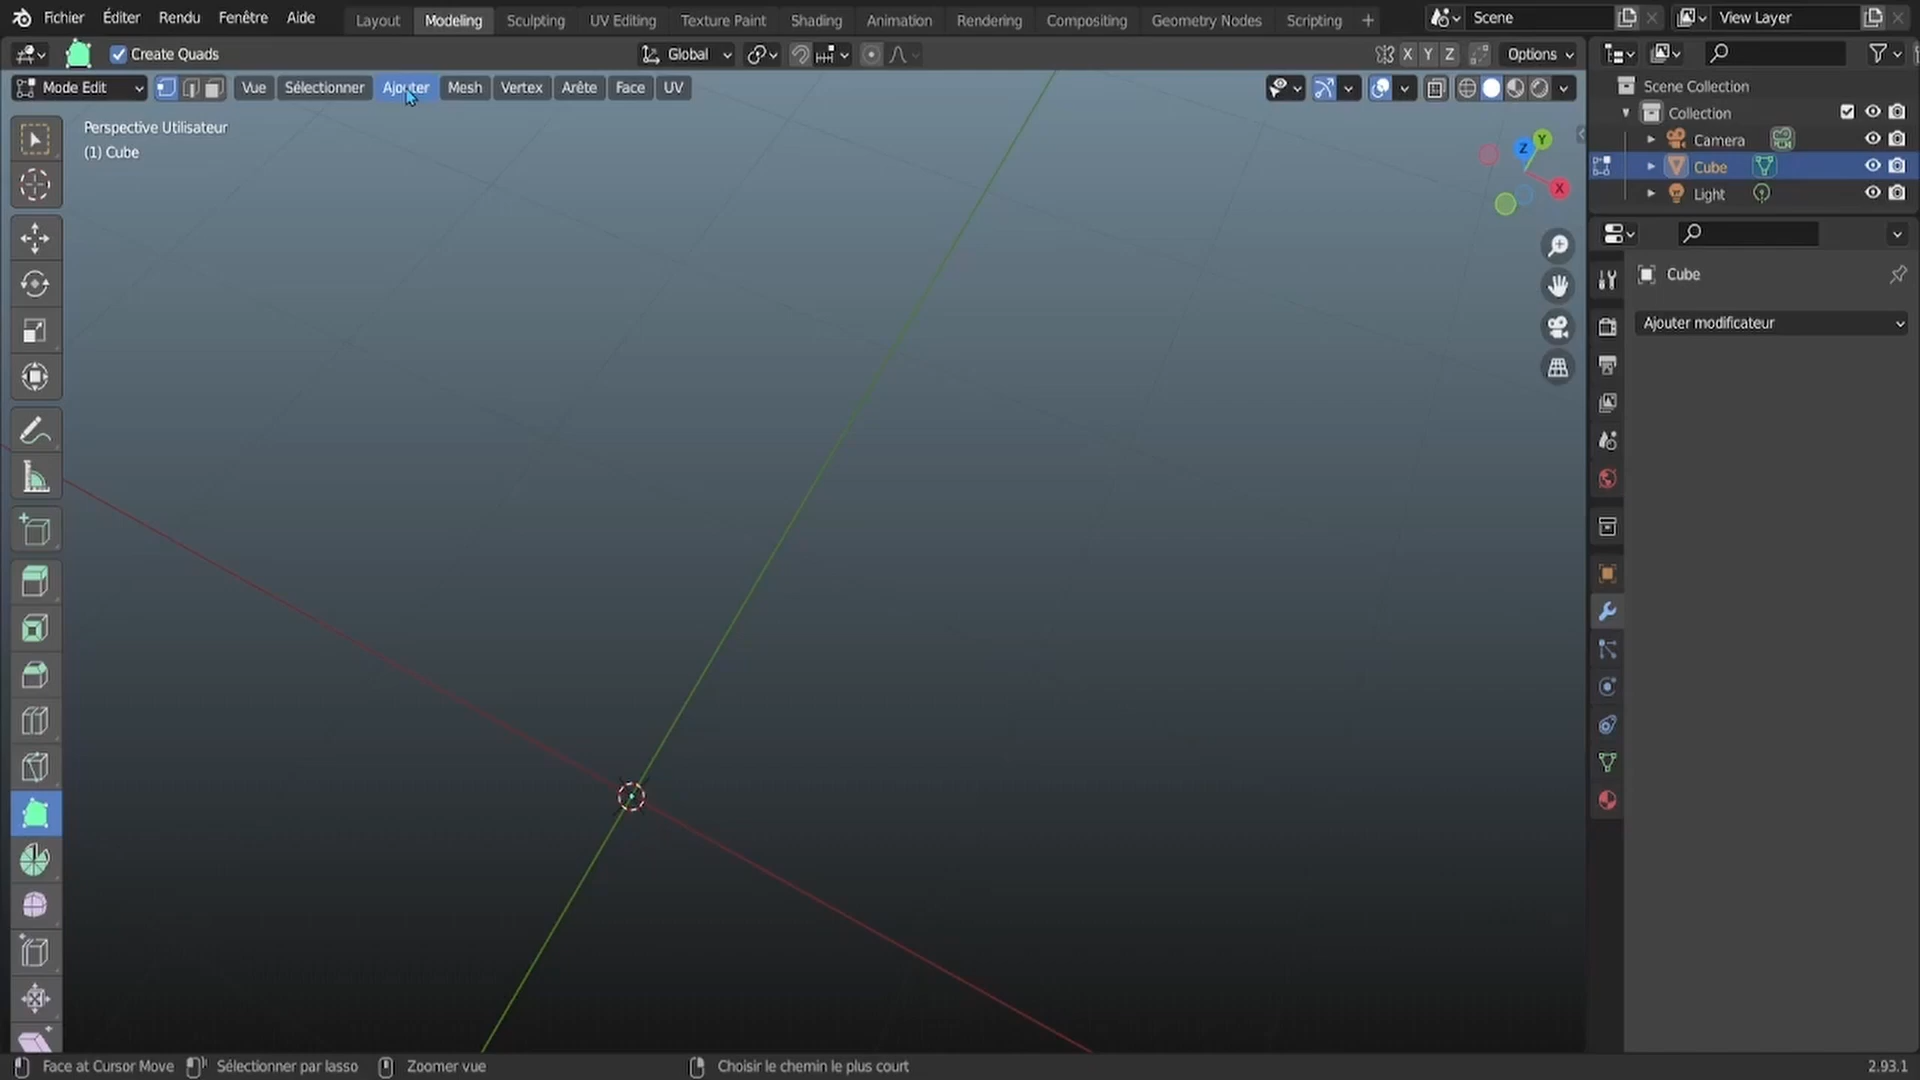 Fichier Éditer Rendu Fenêtre Aide Layout Modeling Sculpting UV Editing Texture Paint Shading Animation Rendering Compositing Geometry Nodes Scripting + Scene View Layer
Create Quads Global X Y Z Options
Mode Edit Vue Sélectionner Ajouter Mesh Vertex Arête Face UV
Scene Collection
Collection
Perspective Utilisateur
(1) Cube
Camera
Cube
Light
Y
Z
X
Cube
Ajouter modificateur
Face at Cursor Move Sélectionner par lasso Zoomer vue Choisir le chemin le plus court 2.93.1